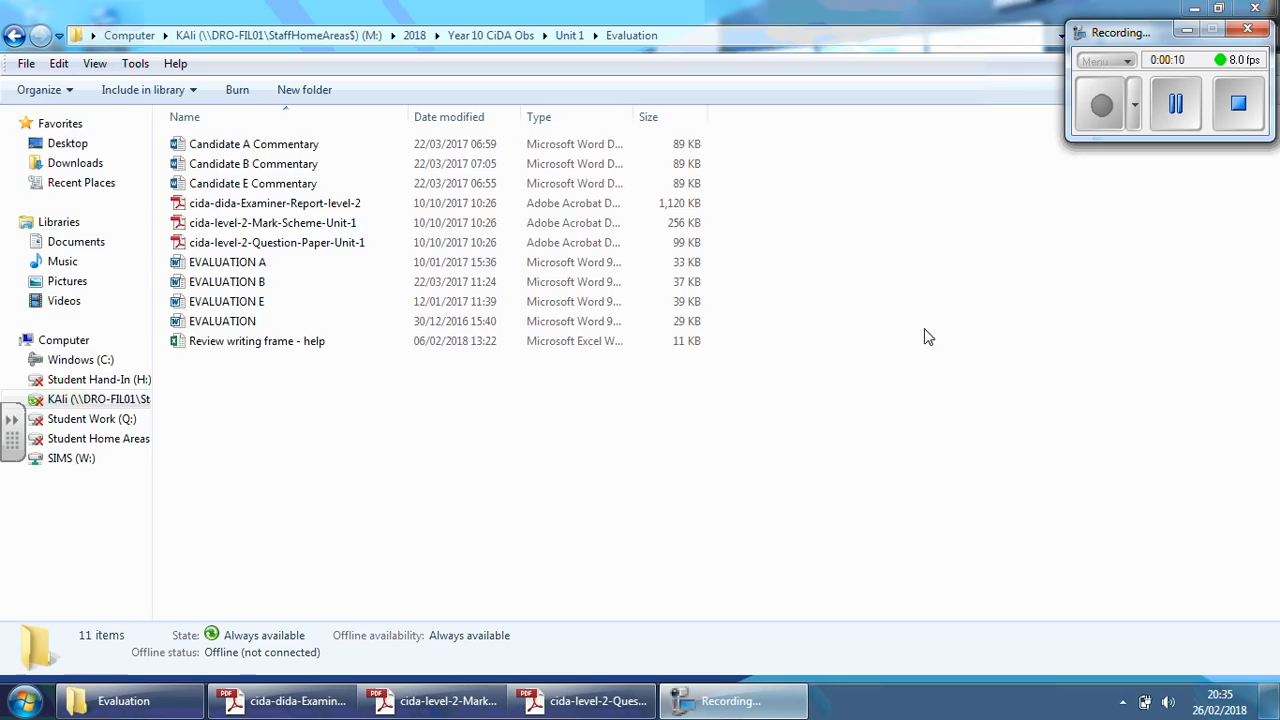 Computer KAli (\\DRO-FIL01\StaffHomeAreas$) (M:) 2018 Year 10 CiDA Obs Unit 1 Evaluation
Recording...
File Edit View Tools Help
Menu 0:00:10 8.0 fps
Organize Include in library Burn New folder
Name Date modified Type Size
Favorites
Desktop
Downloads
Recent Places
Libraries
Documents
Music
Pictures
Videos
Computer
Windows (C:)
Student Hand-In (H:)
KAli (\\DRO-FIL01\St
Student Work (Q:)
Student Home Areas
SIMS (W:)
Candidate A Commentary 22/03/2017 06:59 Microsoft Word D... 89 KB
Candidate B Commentary 22/03/2017 07:05 Microsoft Word D... 89 KB
Candidate E Commentary 22/03/2017 06:55 Microsoft Word D... 89 KB
cida-dida-Examiner-Report-level-2 10/10/2017 10:26 Adobe Acrobat D... 1,120 KB
cida-level-2-Mark-Scheme-Unit-1 10/10/2017 10:26 Adobe Acrobat D... 256 KB
cida-level-2-Question-Paper-Unit-1 10/10/2017 10:26 Adobe Acrobat D... 99 KB
EVALUATION A 10/01/2017 15:36 Microsoft Word 9... 33 KB
EVALUATION B 22/03/2017 11:24 Microsoft Word 9... 37 KB
EVALUATION E 12/01/2017 11:39 Microsoft Word 9... 39 KB
EVALUATION 30/12/2016 15:40 Microsoft Word 9... 29 KB
Review writing frame - help 06/02/2018 13:22 Microsoft Excel W... 11 KB
11 items State: Always available Offline availability: Always available
Offline status: Offline (not connected)
Evaluation PDF cida-dida-Examin... PDF cida-level-2-Mark... PDF cida-level-2-Ques... Recording...
20:35
26/02/2018